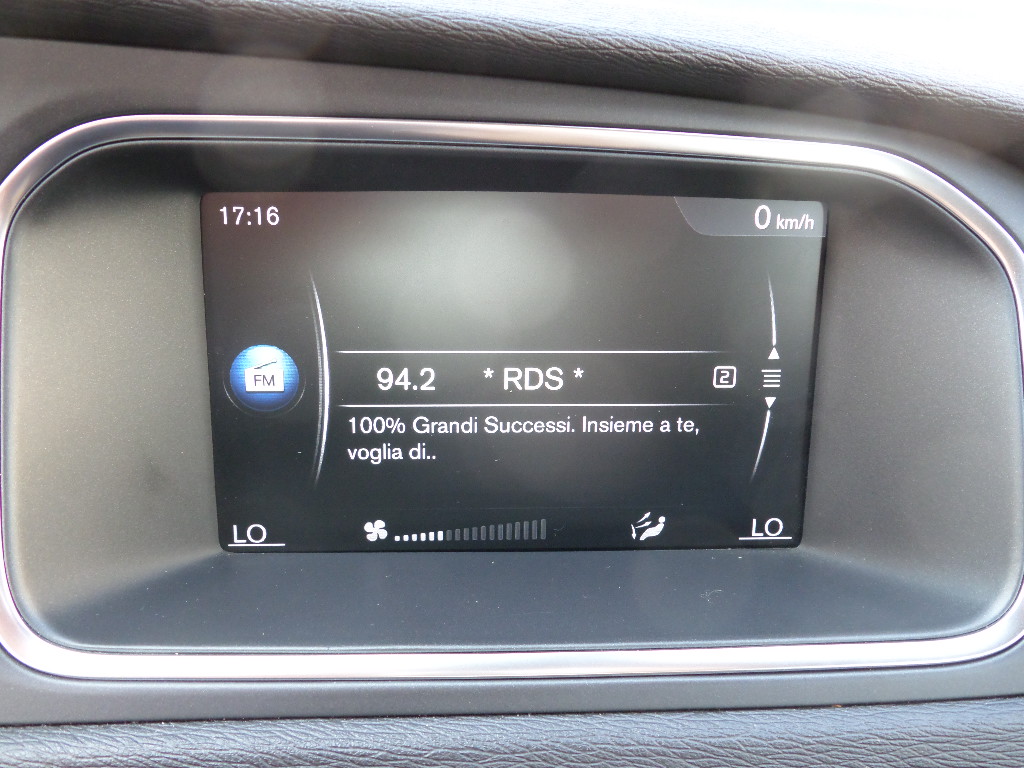 17:16
0 km/h
FM
94.2 * RDS * 2
100% Grandi Successi. Insieme a te,
voglia di..
LO
LO